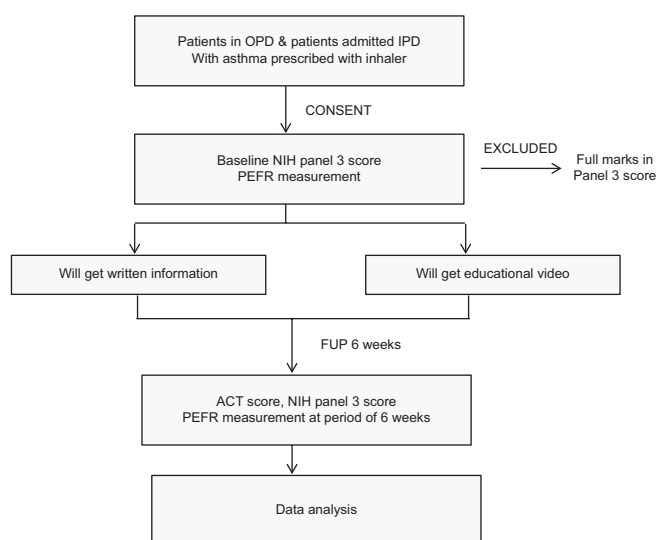 Patients in OPD & patients admitted IPD
With asthma prescribed with inhaler
CONSENT
Baseline NIH panel 3 score
PEFR measurement
EXCLUDED
Full marks in
Panel 3 score
Will get written information
Will get educational video
FUP 6 weeks
ACT score, NIH panel 3 score
PEFR measurement at period of 6 weeks
Data analysis